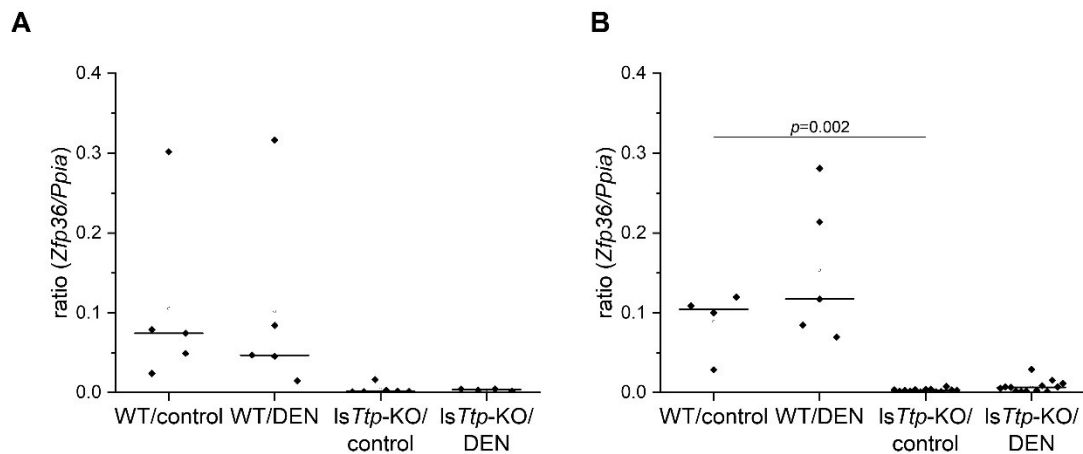 A
B
ratio (Zfp36/Ppia)
0.4
0.3
0.2
0.1
0.0
WT/control
WT/DEN
lsTtp-KO/
control
lsTtp-KO/
DEN
ratio (Zfp36/Ppia)
0.4
0.3
0.2
0.1
0.0
p=0.002
WT/control
WT/DEN
lsTtp-KO/
control
lsTtp-KO/
DEN